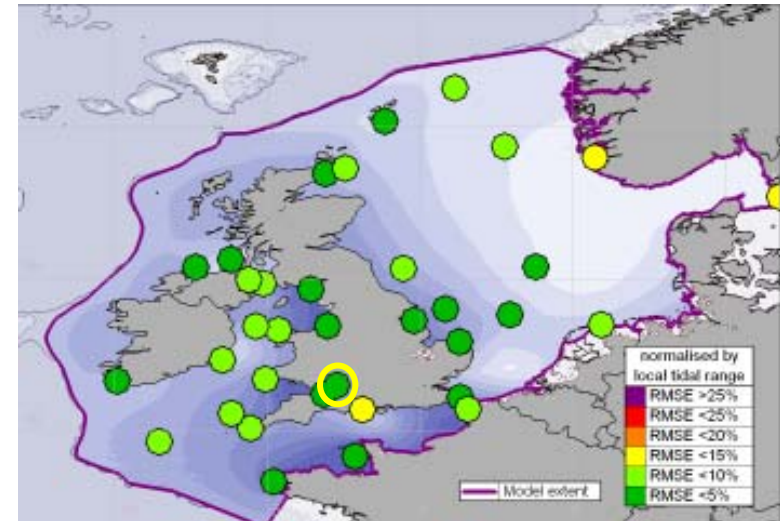 normalised by
local tidal range
RMSE >25%
RMSE <25%
RMSE <20%
RMSE <15%
RMSE <10%
RMSE <5%
Model extent